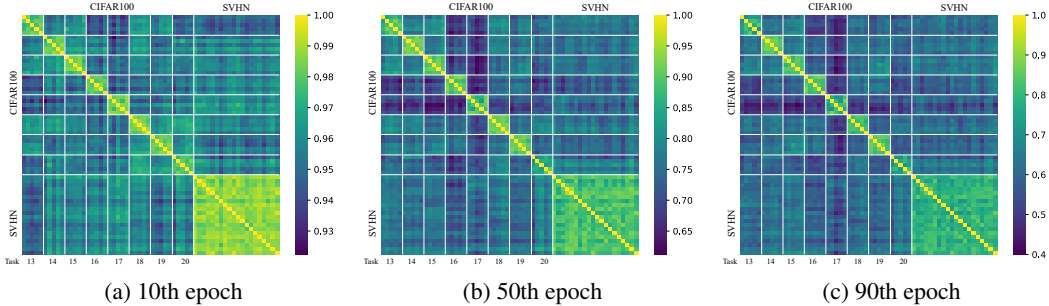 CIFAR100 SVHN
CIFAR100
SVHN
Task 13 14 15 16 17 18 19 20
1.00
0.99
0.98
0.97
0.96
0.95
0.94
0.93
(a) 10th epoch
CIFAR100 SVHN
CIFAR100
SVHN
Task 13 14 15 16 17 18 19 20
1.00
0.95
0.90
0.85
0.80
0.75
0.70
0.65
(b) 50th epoch
CIFAR100 SVHN
CIFAR100
SVHN
Task 13 14 15 16 17 18 19 20
1.0
0.9
0.8
0.7
0.6
0.5
0.4
(c) 90th epoch